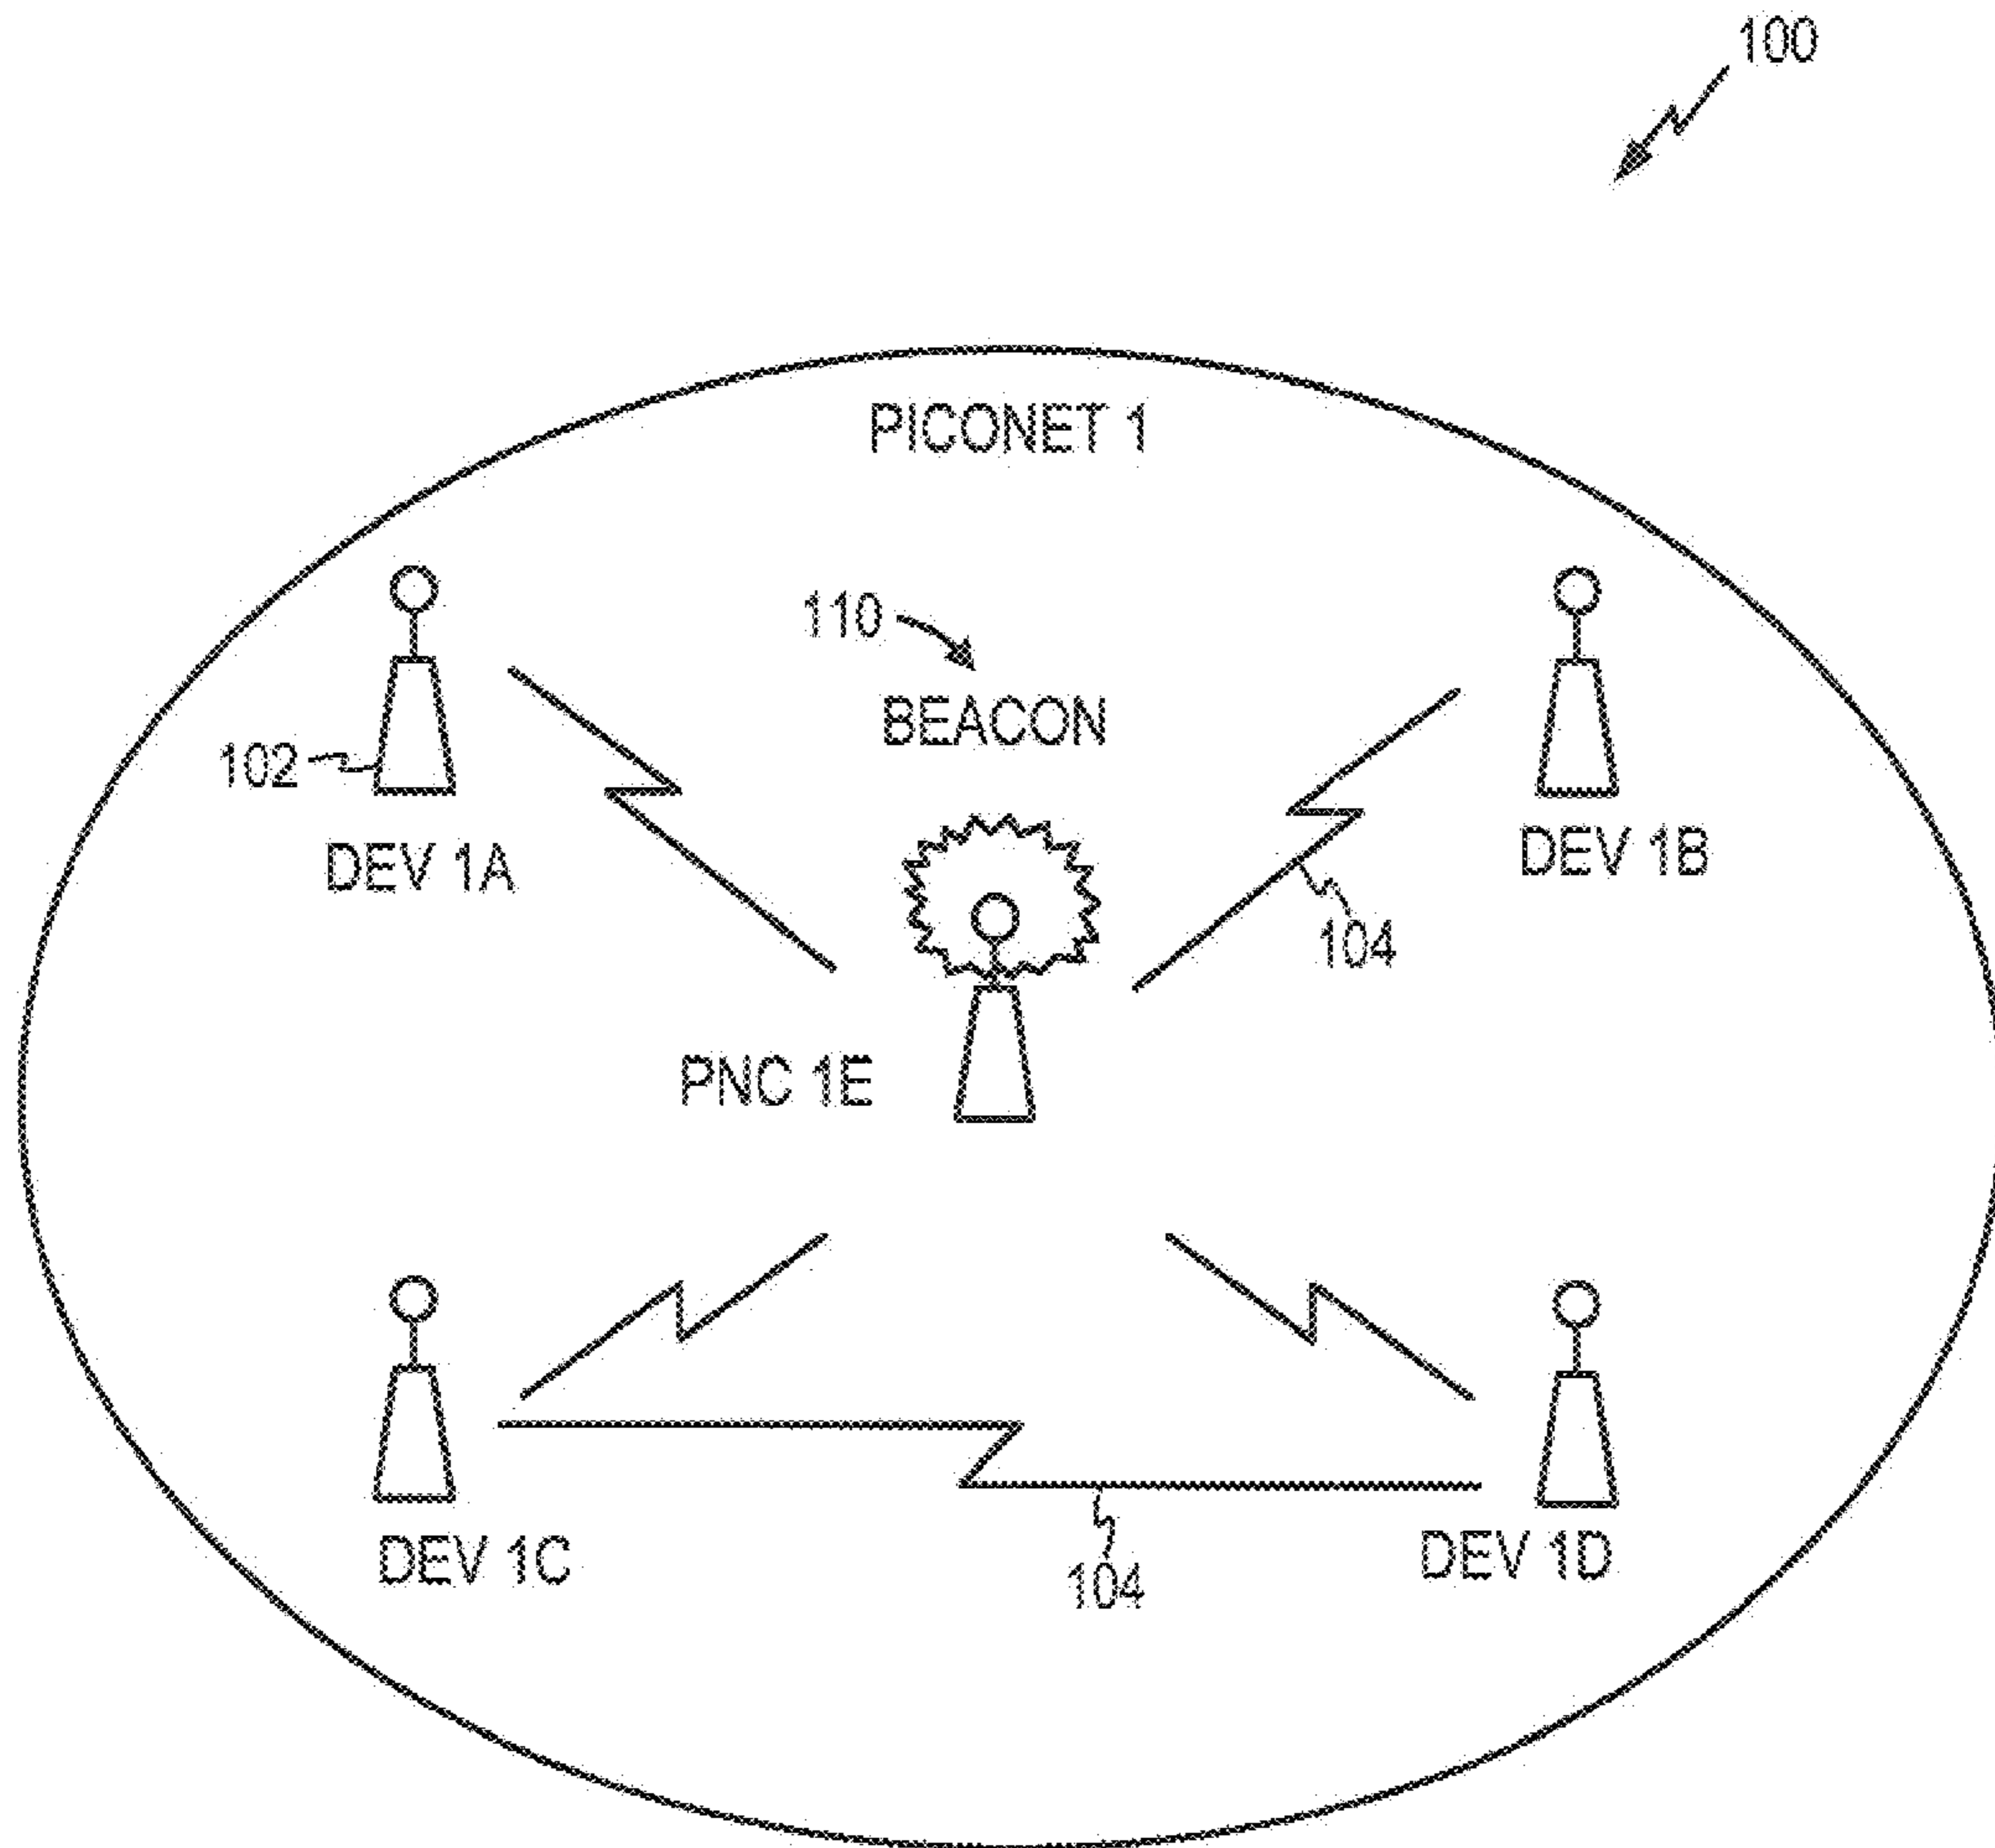 100
PICONET 1
110
BEACON
102
DEV 1A
DEV 1B
104
PNC 1E
DEV 1C
DEV 1D
104